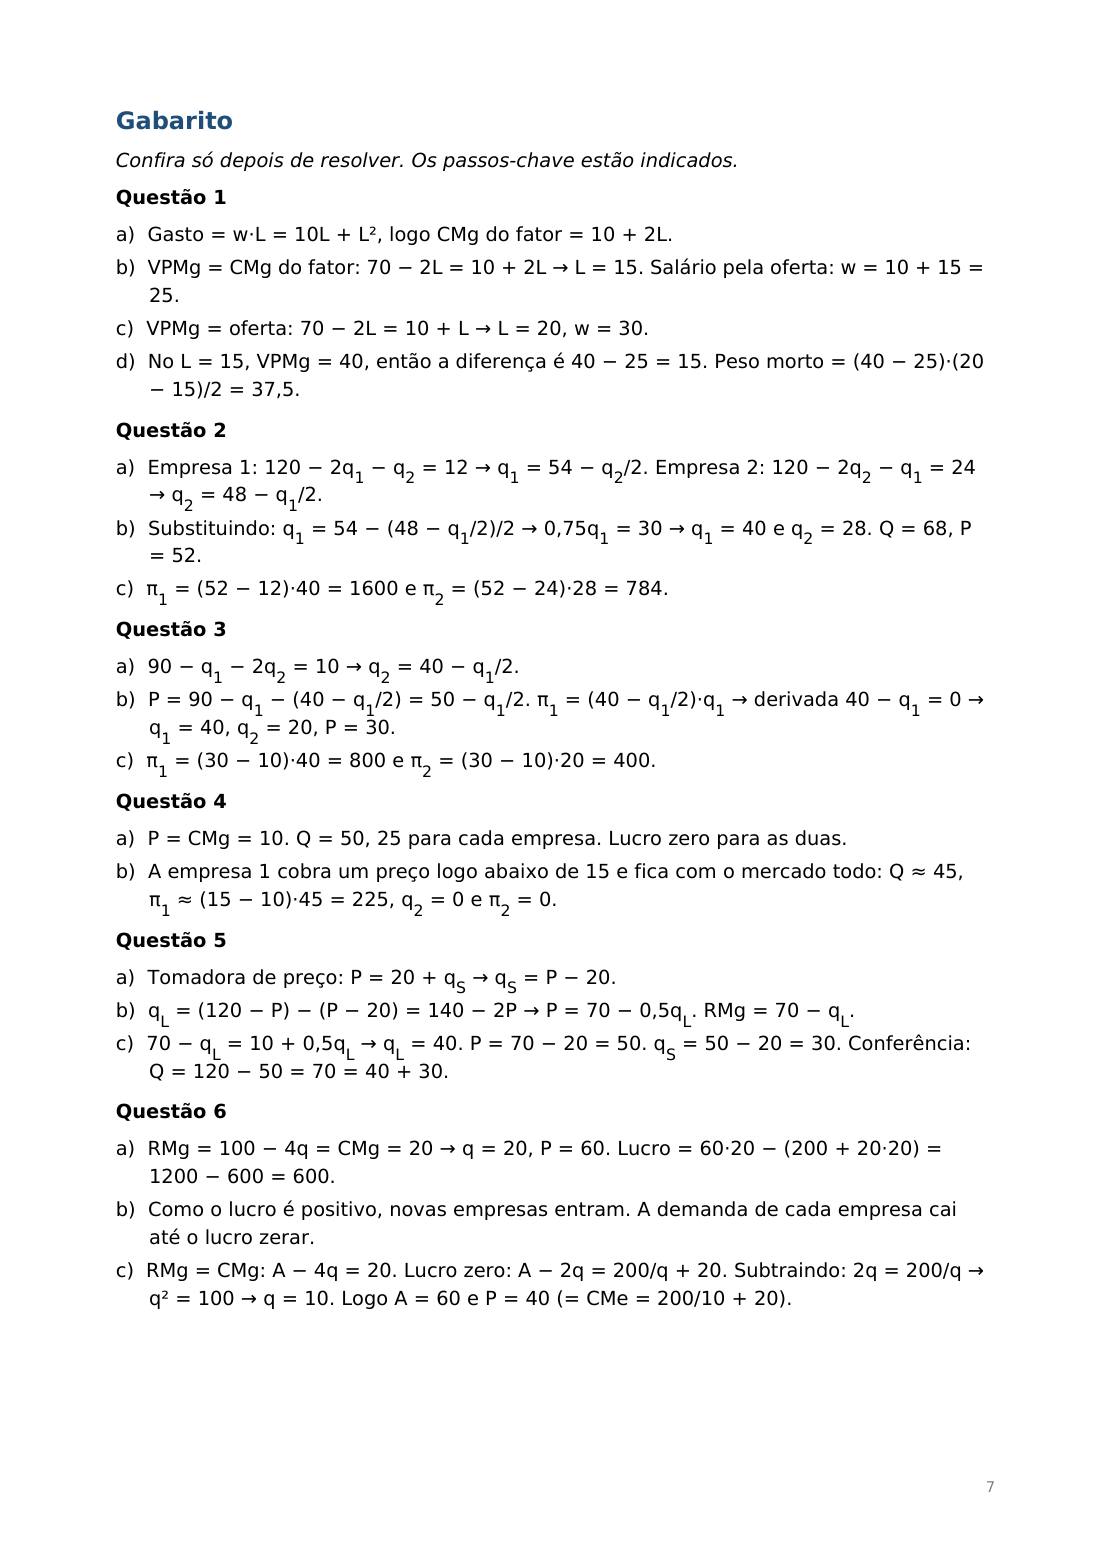 Gabarito
Confira só depois de resolver. Os passos-chave estão indicados.
Questão 1
a) Gasto = w·L = 10L + L², logo CMg do fator = 10 + 2L.
b) VPMg = CMg do fator: 70 − 2L = 10 + 2L → L = 15. Salário pela oferta: w = 10 + 15 =
25.
c) VPMg = oferta: 70 − 2L = 10 + L → L = 20, w = 30.
d) No L = 15, VPMg = 40, então a diferença é 40 − 25 = 15. Peso morto = (40 − 25)·(20
− 15)/2 = 37,5.
Questão 2
a) Empresa 1: 120 − 2q₁ − q₂ = 12 → q₁ = 54 − q₂/2. Empresa 2: 120 − 2q₂ − q₁ = 24
→ q₂ = 48 − q₁/2.
b) Substituindo: q₁ = 54 − (48 − q₁/2)/2 → 0,75q₁ = 30 → q₁ = 40 e q₂ = 28. Q = 68, P
= 52.
c) π₁ = (52 − 12)·40 = 1600 e π₂ = (52 − 24)·28 = 784.
Questão 3
a) 90 − q₁ − 2q₂ = 10 → q₂ = 40 − q₁/2.
b) P = 90 − q₁ − (40 − q₁/2) = 50 − q₁/2. π₁ = (40 − q₁/2)·q₁ → derivada 40 − q₁ = 0 →
q₁ = 40, q₂ = 20, P = 30.
c) π₁ = (30 − 10)·40 = 800 e π₂ = (30 − 10)·20 = 400.
Questão 4
a) P = CMg = 10. Q = 50, 25 para cada empresa. Lucro zero para as duas.
b) A empresa 1 cobra um preço logo abaixo de 15 e fica com o mercado todo: Q ≈ 45,
π₁ ≈ (15 − 10)·45 = 225, q₂ = 0 e π₂ = 0.
Questão 5
a) Tomadora de preço: P = 20 + q_S → q_S = P − 20.
b) q_L = (120 − P) − (P − 20) = 140 − 2P → P = 70 − 0,5q_L. RMg = 70 − q_L.
c) 70 − q_L = 10 + 0,5q_L → q_L = 40. P = 70 − 20 = 50. q_S = 50 − 20 = 30. Conferência:
Q = 120 − 50 = 70 = 40 + 30.
Questão 6
a) RMg = 100 − 4q = CMg = 20 → q = 20, P = 60. Lucro = 60·20 − (200 + 20·20) =
1200 − 600 = 600.
b) Como o lucro é positivo, novas empresas entram. A demanda de cada empresa cai
até o lucro zerar.
c) RMg = CMg: A − 4q = 20. Lucro zero: A − 2q = 200/q + 20. Subtraindo: 2q = 200/q →
q² = 100 → q = 10. Logo A = 60 e P = 40 (= CMe = 200/10 + 20).
7